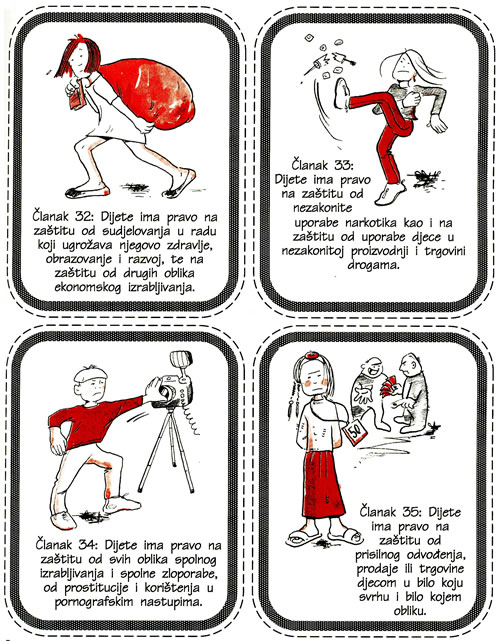 Članak 32: Dijete ima pravo na
zaštitu od sudjelovanja u radu
koji ugrožava njegovo zdravlje,
obrazovanje i razvoj, te na
zaštitu od drugih oblika
ekonomskog izrabljivanja.
Članak 33:
Dijete ima pravo
na zaštitu od
nezakonite
uporabe narkotika kao i na
zaštitu od uporabe djece u
nezakonitoj proizvodnji i trgovini
drogama.
Članak 34: Dijete ima pravo na
zaštitu od svih oblika spolnog
izrabljivanja i spolne zloporabe,
od prostitucije i korištenja u
pornografskim nastupima.
50
Članak 35: Dijete
ima pravo na
zaštitu od
prisilnog odvođenja,
prodaje ili trgovine
djecom u bilo koju
svrhu i bilo kojem
obliku.